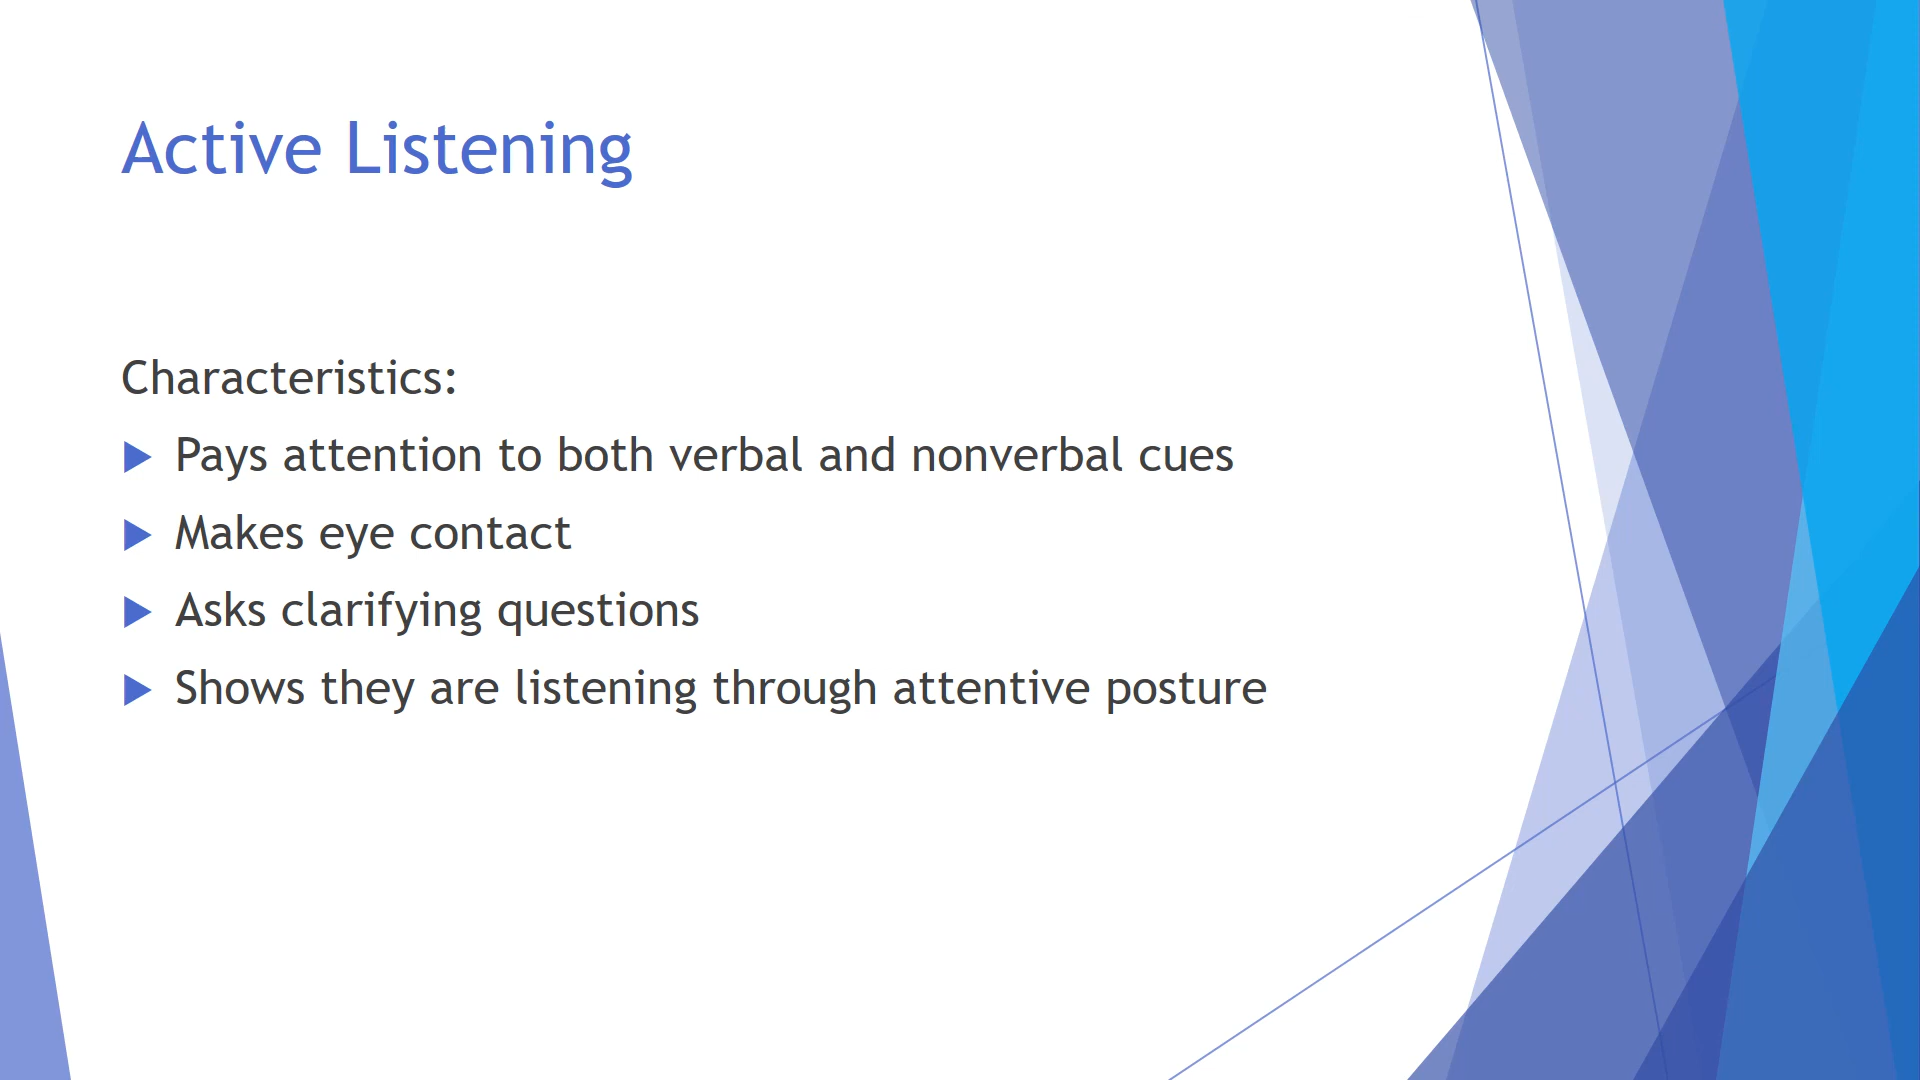 Active Listening
Characteristics:
Pays attention to both verbal and nonverbal cues
Makes eye contact
Asks clarifying questions
Shows they are listening through attentive posture